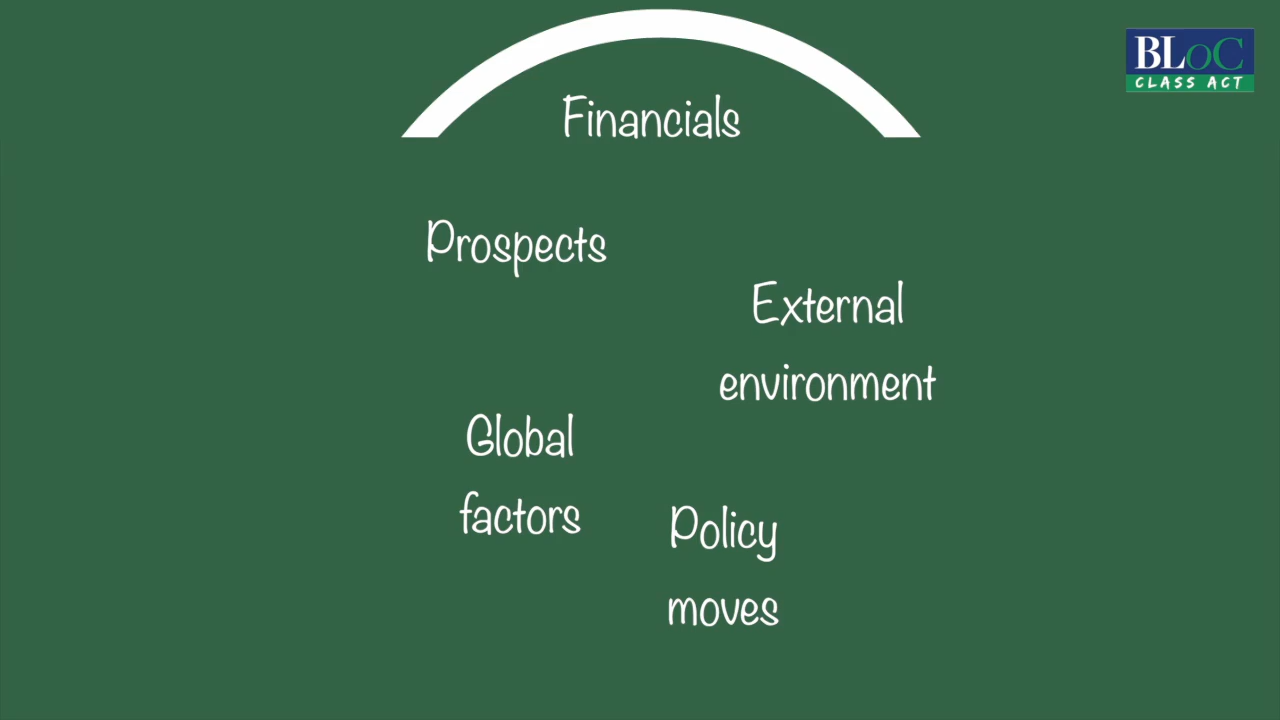 BLoC
CLASS ACT
Financials
Prospects
External
environment
Global
factors
Policy
moves